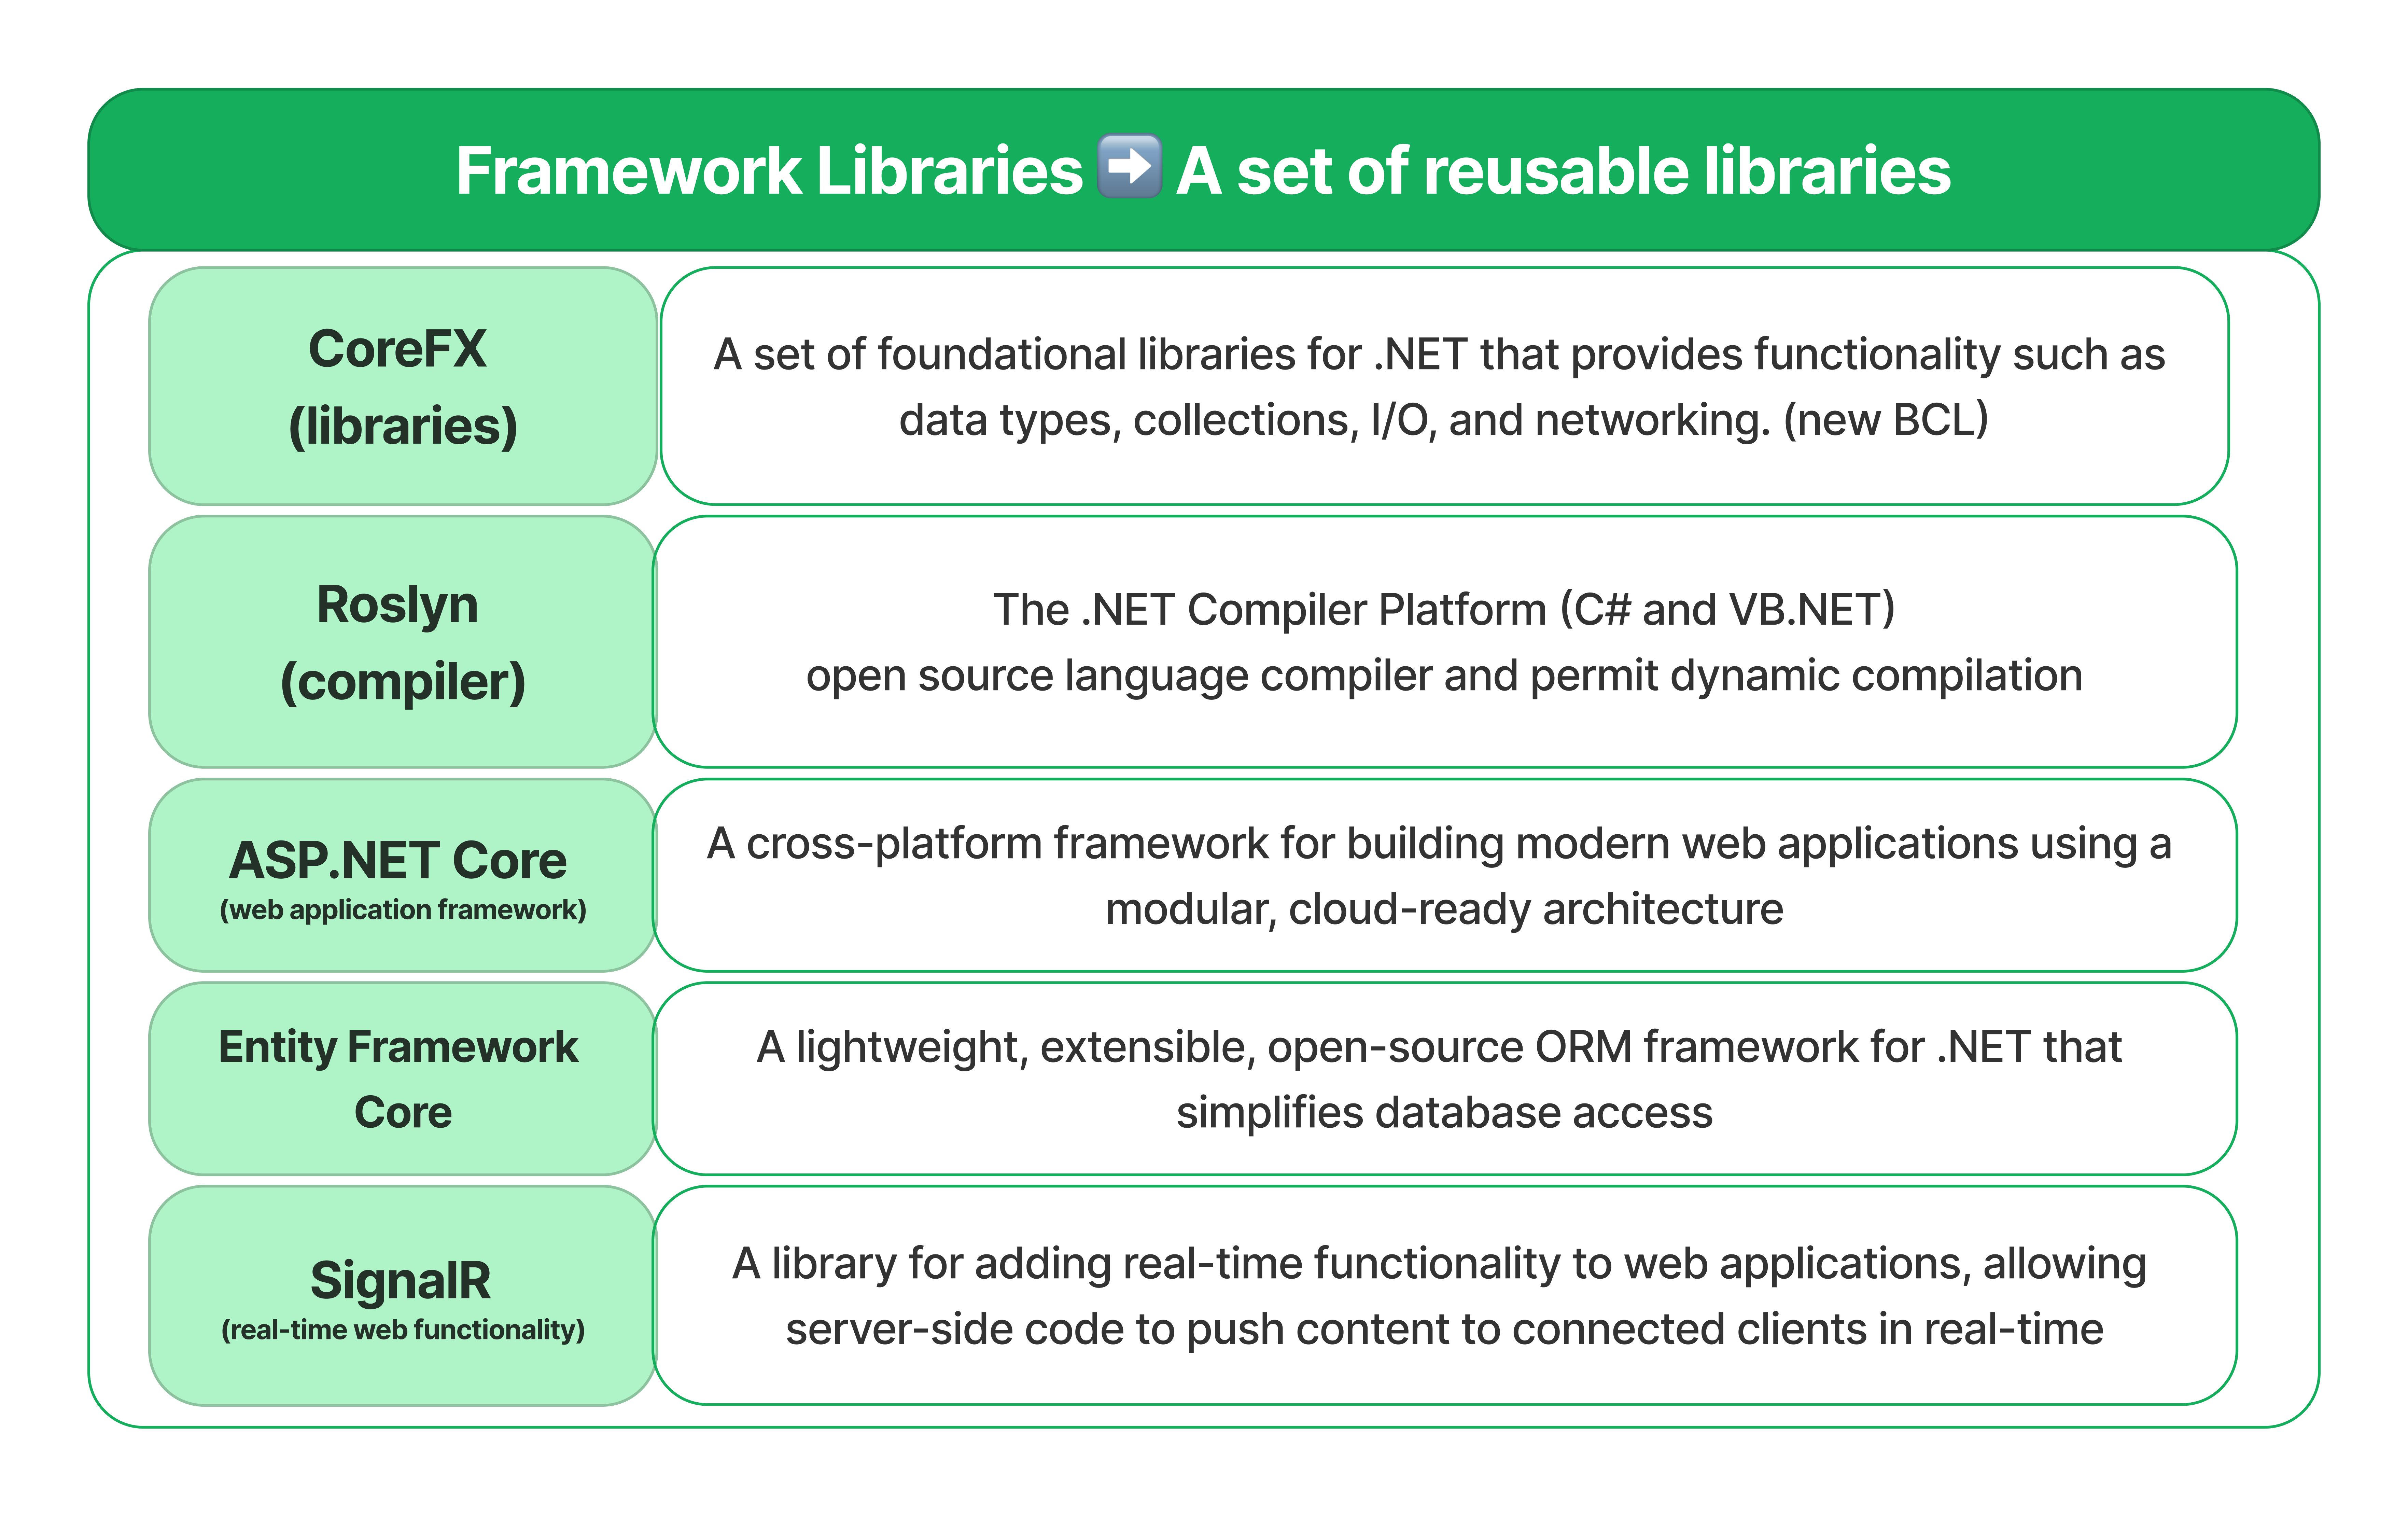 Framework Libraries ➡️ A set of reusable libraries
CoreFX
(libraries)
A set of foundational libraries for .NET that provides functionality such as
data types, collections, I/O, and networking. (new BCL)
Roslyn
(compiler)
The .NET Compiler Platform (C# and VB.NET)
open source language compiler and permit dynamic compilation
ASP.NET Core
(web application framework)
A cross-platform framework for building modern web applications using a
modular, cloud-ready architecture
Entity Framework
Core
A lightweight, extensible, open-source ORM framework for .NET that
simplifies database access
SignalR
(real-time web functionality)
A library for adding real-time functionality to web applications, allowing
server-side code to push content to connected clients in real-time